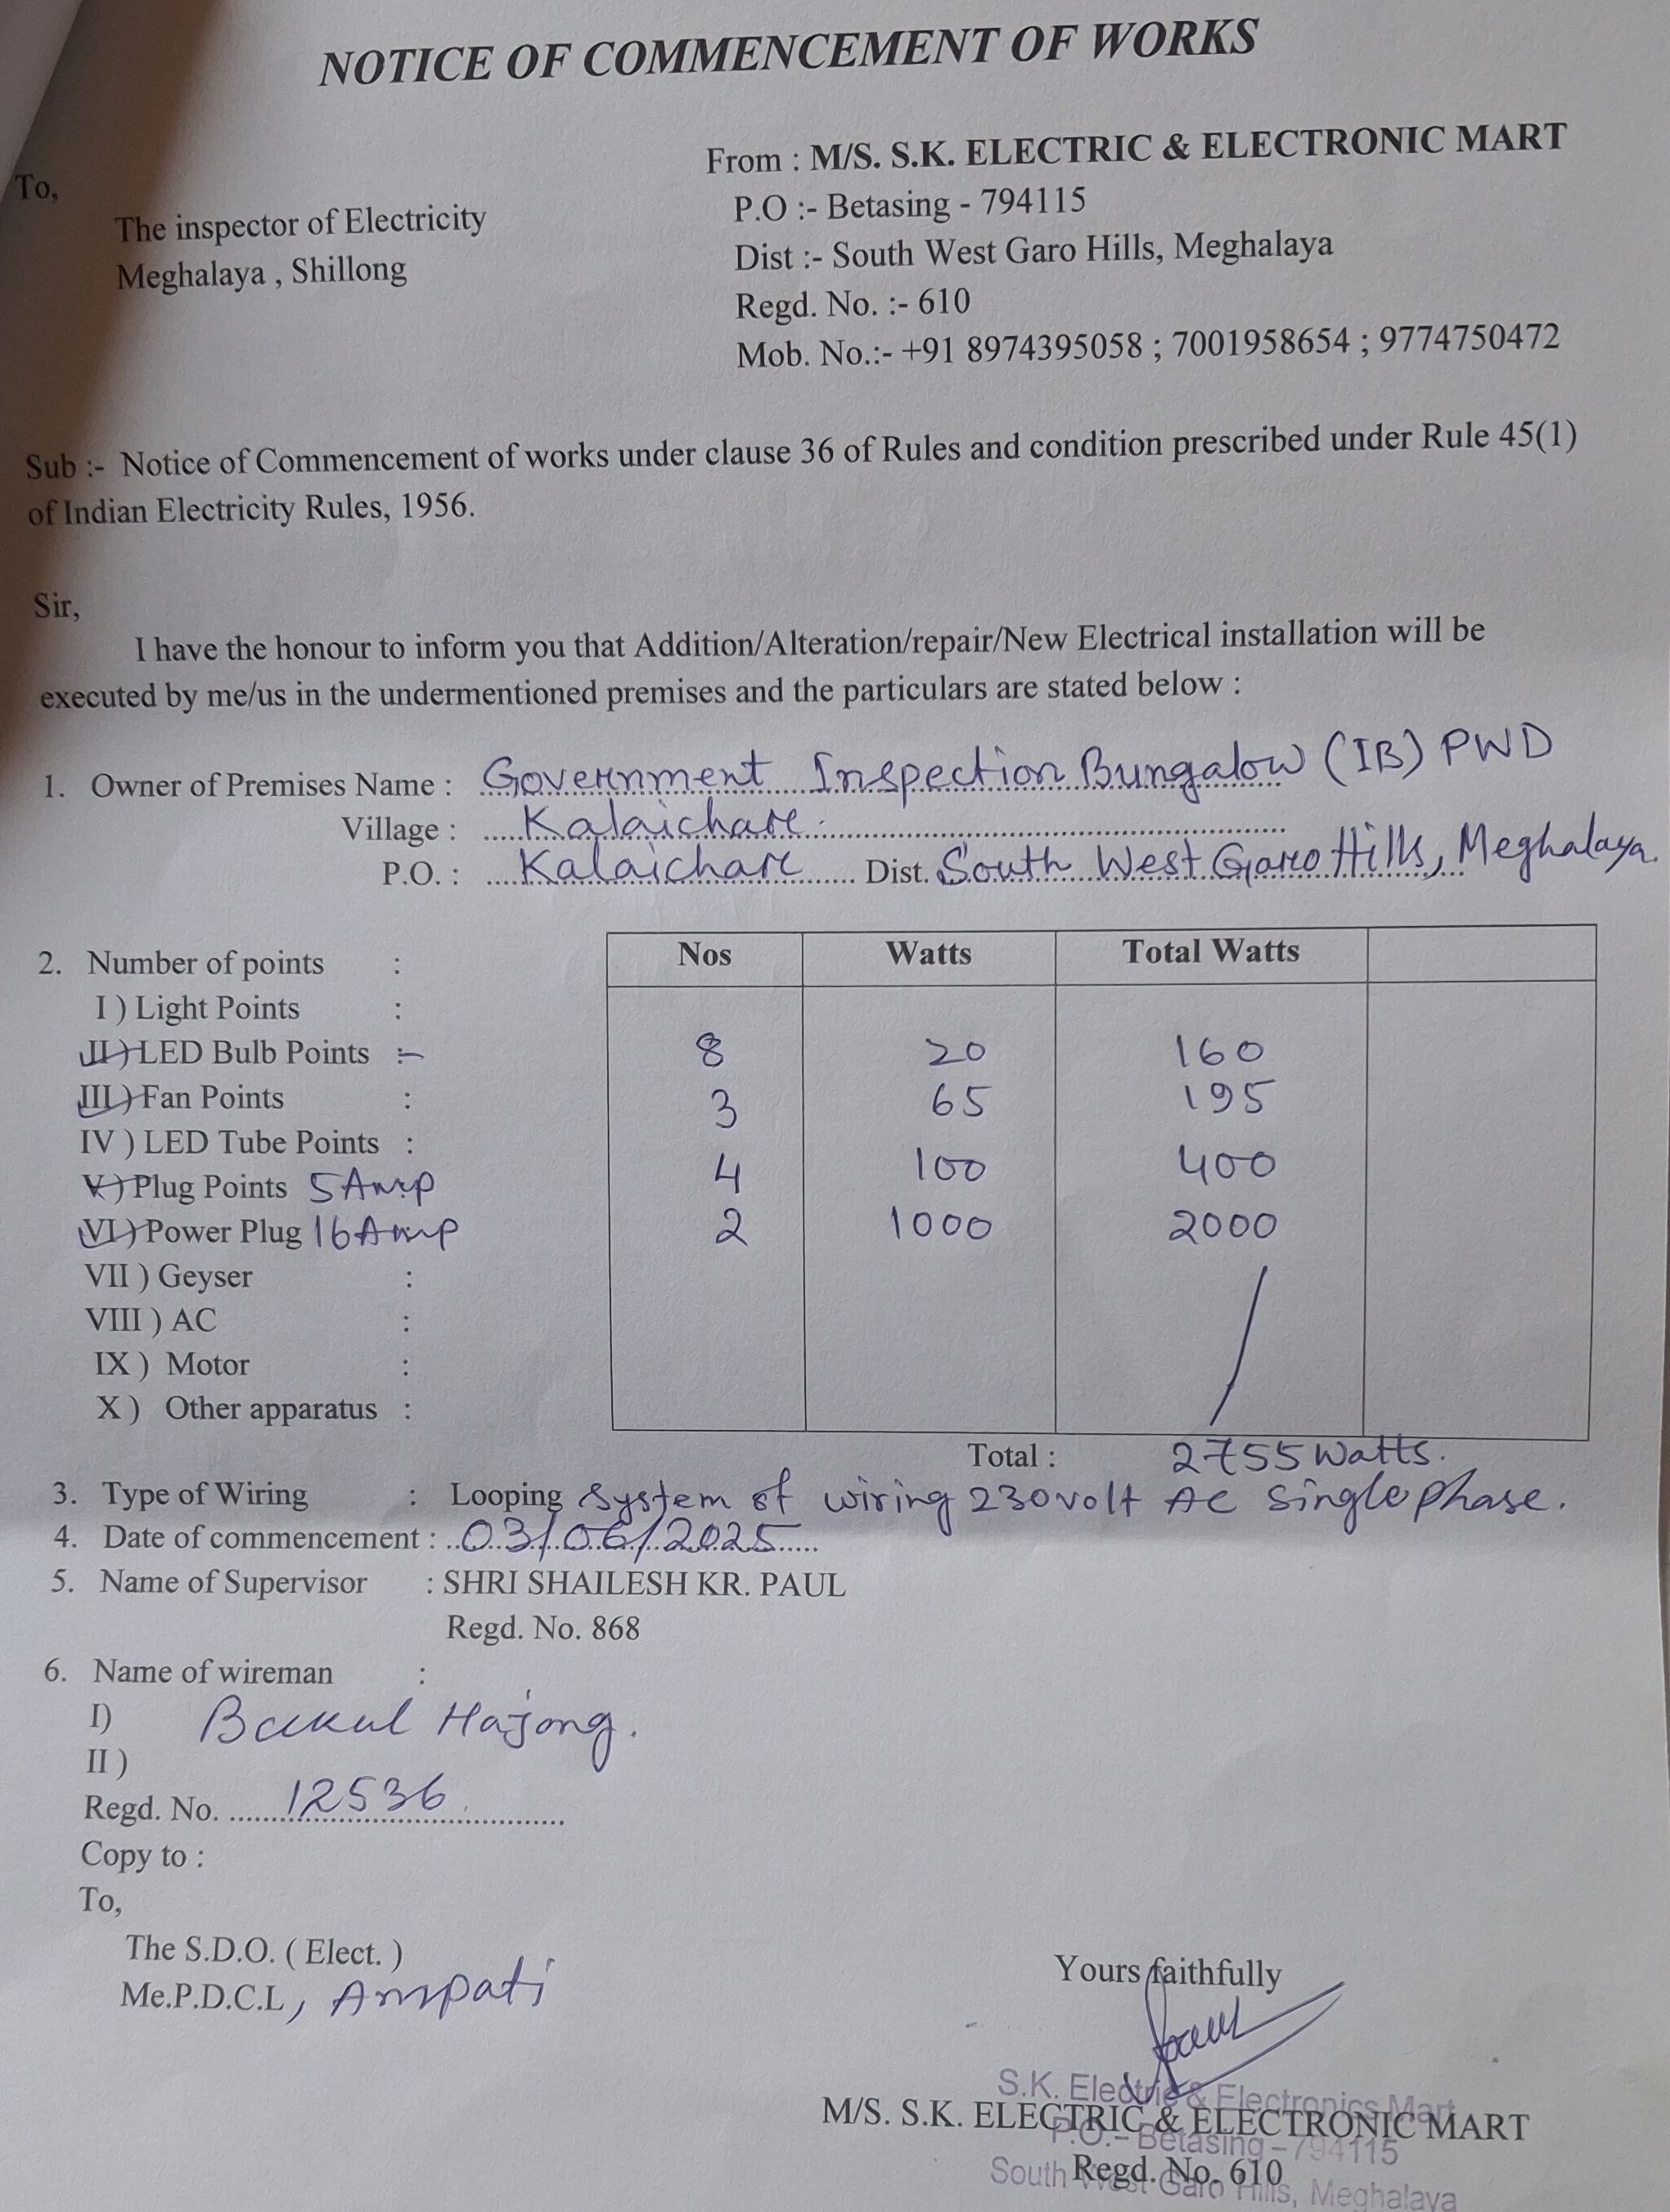 NOTICE OF COMMENCEMENT OF WORKS
To,
The inspector of Electricity
Meghalaya , Shillong
From : M/S. S.K. ELECTRIC & ELECTRONIC MART
P.O :- Betasing - 794115
Dist :- South West Garo Hills, Meghalaya
Regd. No. :- 610
Mob. No.:- +91 8974395058 ; 7001958654 ; 9774750472
Sub :- Notice of Commencement of works under clause 36 of Rules and condition prescribed under Rule 45(1)
of Indian Electricity Rules, 1956.
Sir,
I have the honour to inform you that Addition/Alteration/repair/New Electrical installation will be
executed by me/us in the undermentioned premises and the particulars are stated below :
1. Owner of Premises Name : Government Inspection Bungalow (IB) PWD
Village : Kalaichare
P.O. : Kalaichare Dist. South West Garo Hills, Meghalaya.
Nos Watts Total Watts
2. Number of points :
I ) Light Points :
II ) LED Bulb Points :- 8 20 160
III ) Fan Points : 3 65 195
IV ) LED Tube Points :
V ) Plug Points 5 Amp 4 100 400
VI ) Power Plug 16 Amp 2 1000 2000
VII ) Geyser :
VIII ) AC :
IX ) Motor :
X ) Other apparatus :
Total : 2755 Watts.
3. Type of Wiring : Looping system of wiring 230 volt AC Single phase.
4. Date of commencement : 03/06/2025
5. Name of Supervisor : SHRI SHAILESH KR. PAUL
Regd. No. 868
6. Name of wireman :
I) Bakul Hajong.
II )
Regd. No. 12536
Copy to :
To,
The S.D.O. ( Elect. )
Me.P.D.C.L, Ampati
Yours faithfully
S.K. Electric & Electronics Mart
M/S. S.K. ELECTRIC & ELECTRONIC MART
P.O.- Betasing - 794115
Regd. No. 610
South West Garo Hills, Meghalaya